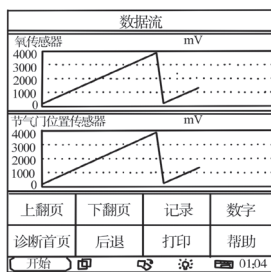 数据流
氧传感器 mV
4000
3000
2000
1000
0
节气门位置传感器 mV
4000
3000
2000
1000
0
上翻页 下翻页 记录 数字
诊断首页 后退 打印 帮助
开始 01:04